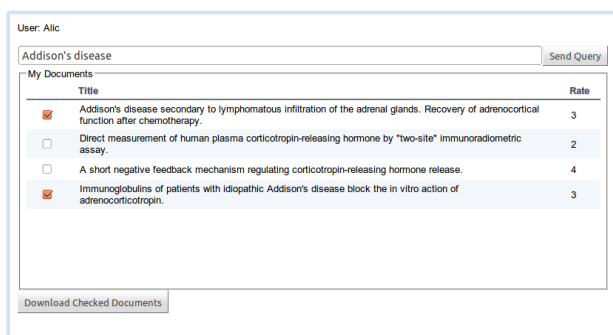 User: Alic
Addison's disease Send Query
My Documents
Title Rate
Addison's disease secondary to lymphomatous infiltration of the adrenal glands. Recovery of adrenocortical
function after chemotherapy. 3
Direct measurement of human plasma corticotropin-releasing hormone by "two-site" immunoradiometric
assay. 2
A short negative feedback mechanism regulating corticotropin-releasing hormone release. 4
Immunoglobulins of patients with idiopathic Addison's disease block the in vitro action of
adrenocorticotropin. 3
Download Checked Documents